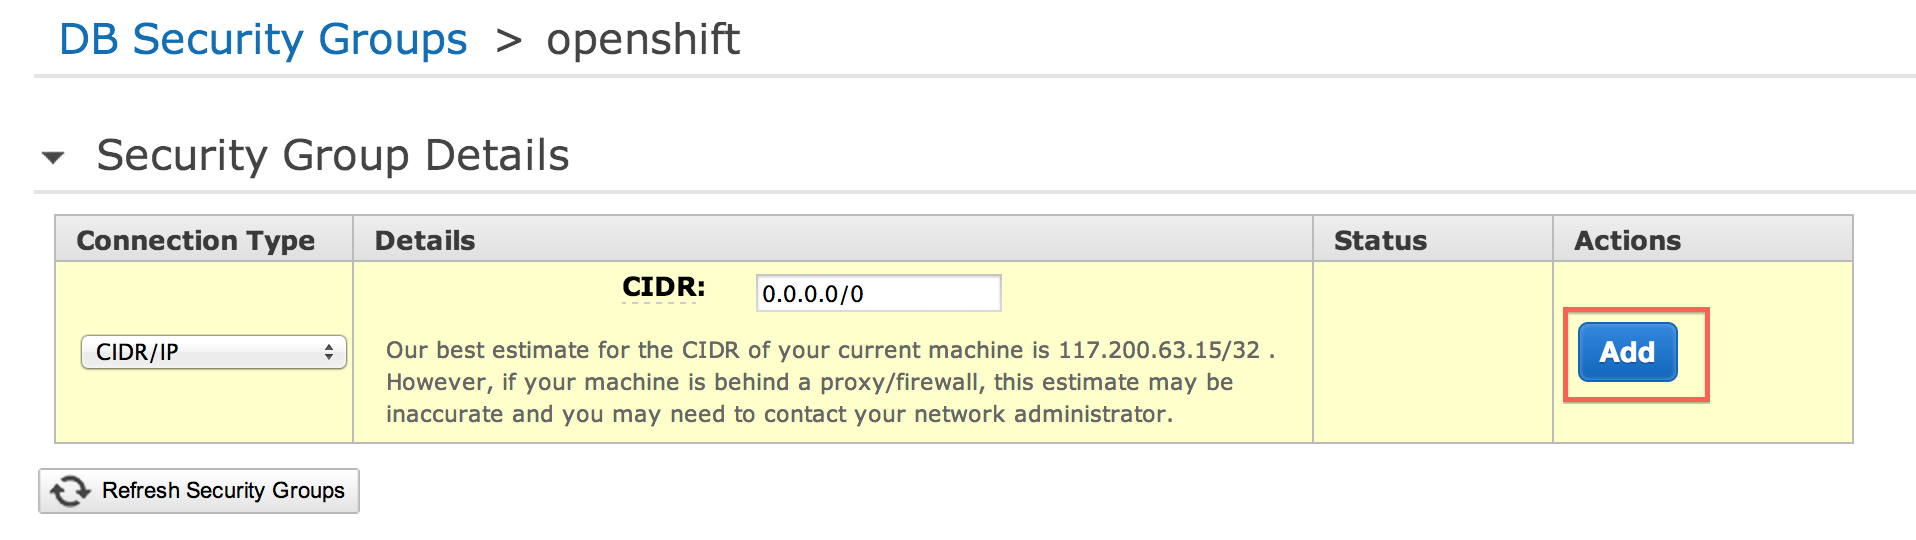 DB Security Groups > openshift
Security Group Details
Connection Type Details Status Actions
CIDR: 0.0.0.0/0
CIDR/IP
Our best estimate for the CIDR of your current machine is 117.200.63.15/32 .
However, if your machine is behind a proxy/firewall, this estimate may be
inaccurate and you may need to contact your network administrator.
Add
Refresh Security Groups